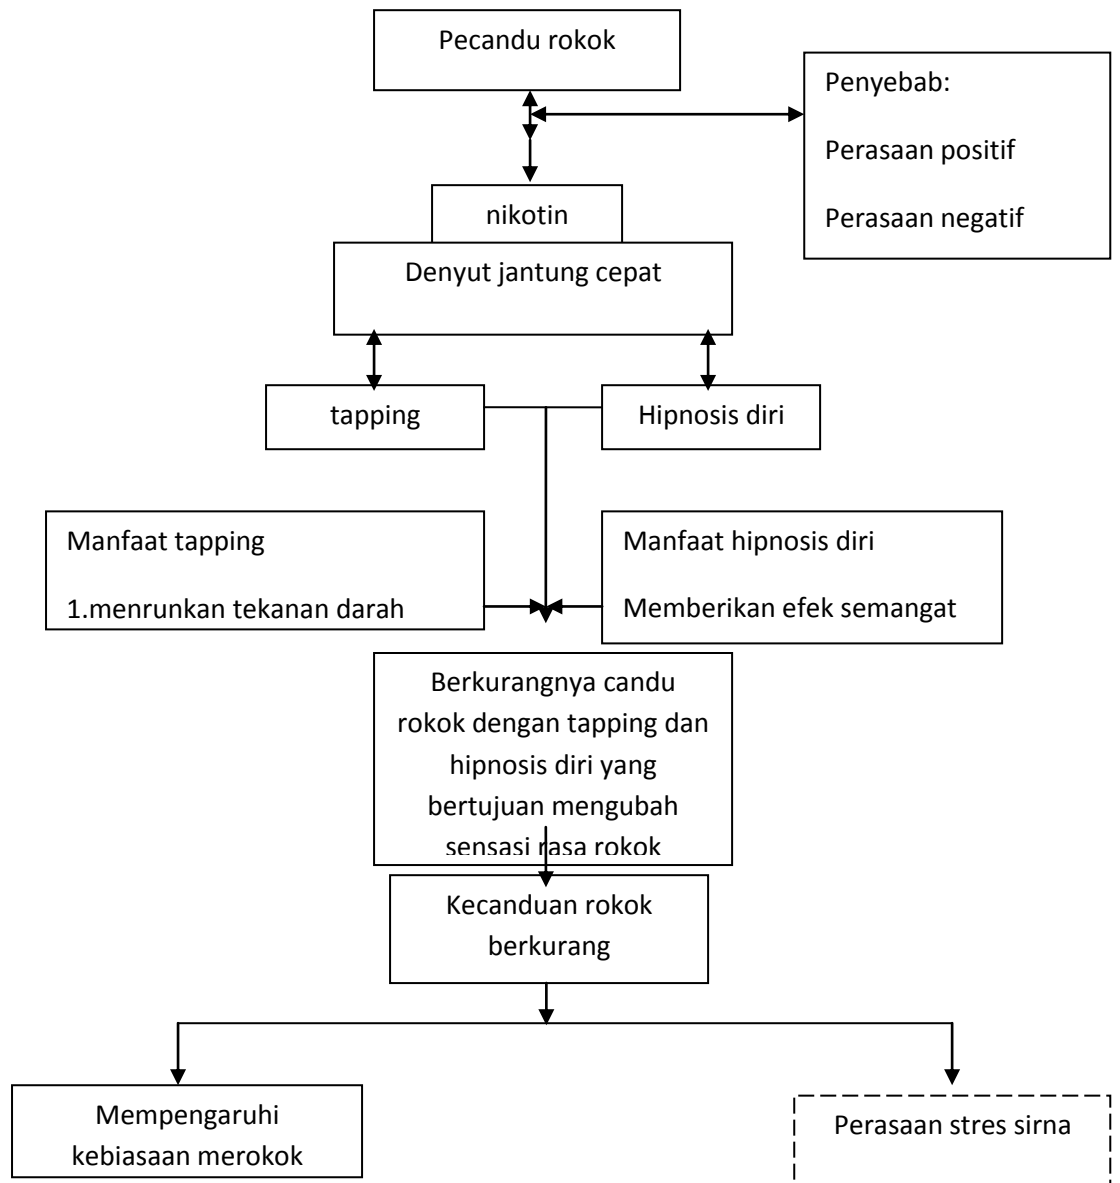 Pecandu rokok
Penyebab:
Perasaan positif
Perasaan negatif
nikotin
Denyut jantung cepat
tapping
Hipnosis diri
Manfaat tapping
1.menrunkan tekanan darah
Manfaat hipnosis diri
Memberikan efek semangat
Berkurangnya candu
rokok dengan tapping dan
hipnosis diri yang
bertujuan mengubah
sensasi rasa rokok
Kecanduan rokok
berkurang
Mempengaruhi
kebiasaan merokok
Perasaan stres sirna